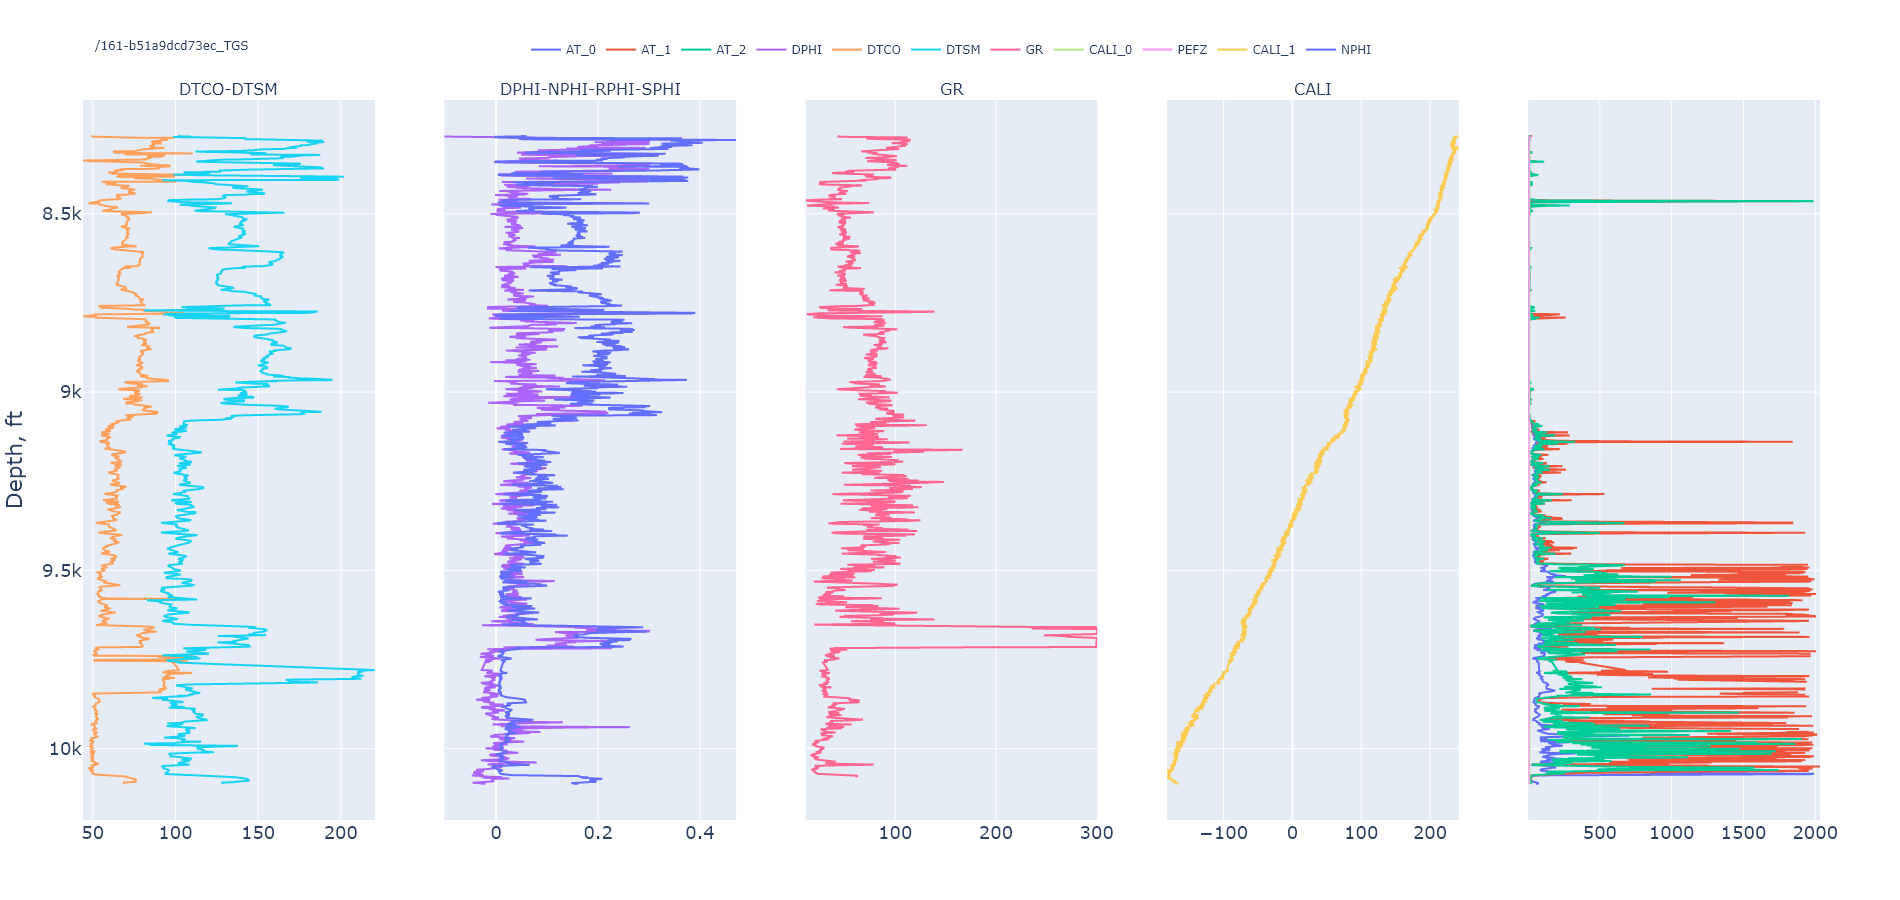 /161-b51a9dcd73ec_TGS
AT_0 AT_1 AT_2 DPHI DTCO DTSM GR CALI_0 PEFZ CALI_1 NPHI
DTCO-DTSM DPHI-NPHI-RPHI-SPHI GR CALI
8.5k
9k
Depth, ft
9.5k
10k
50 100 150 200 0 0.2 0.4 100 200 300 −100 0 100 200 500 1000 1500 2000